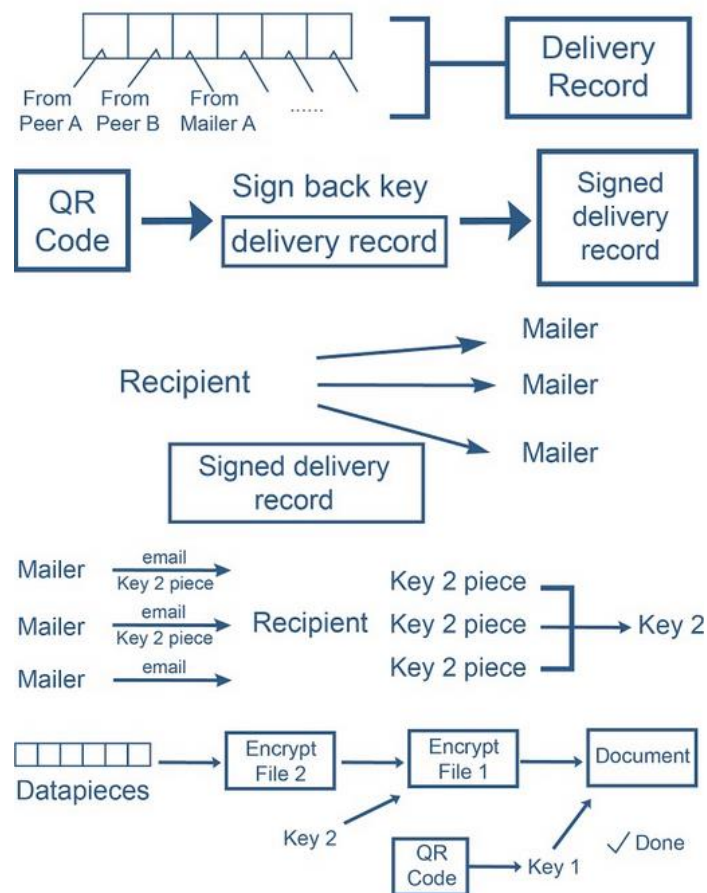 From
Peer A
From
Peer B
From
Mailer A
......
Delivery
Record
QR
Code
Sign back key
delivery record
Signed
delivery
record
Recipient
Mailer
Mailer
Mailer
Signed delivery
record
Mailer
email
Key 2 piece
Mailer
email
Key 2 piece
Mailer
email
Recipient
Key 2 piece
Key 2 piece
Key 2 piece
Key 2
Datapieces
Encrypt
File 2
Encrypt
File 1
Document
Key 2
QR
Code
Key 1
✓ Done